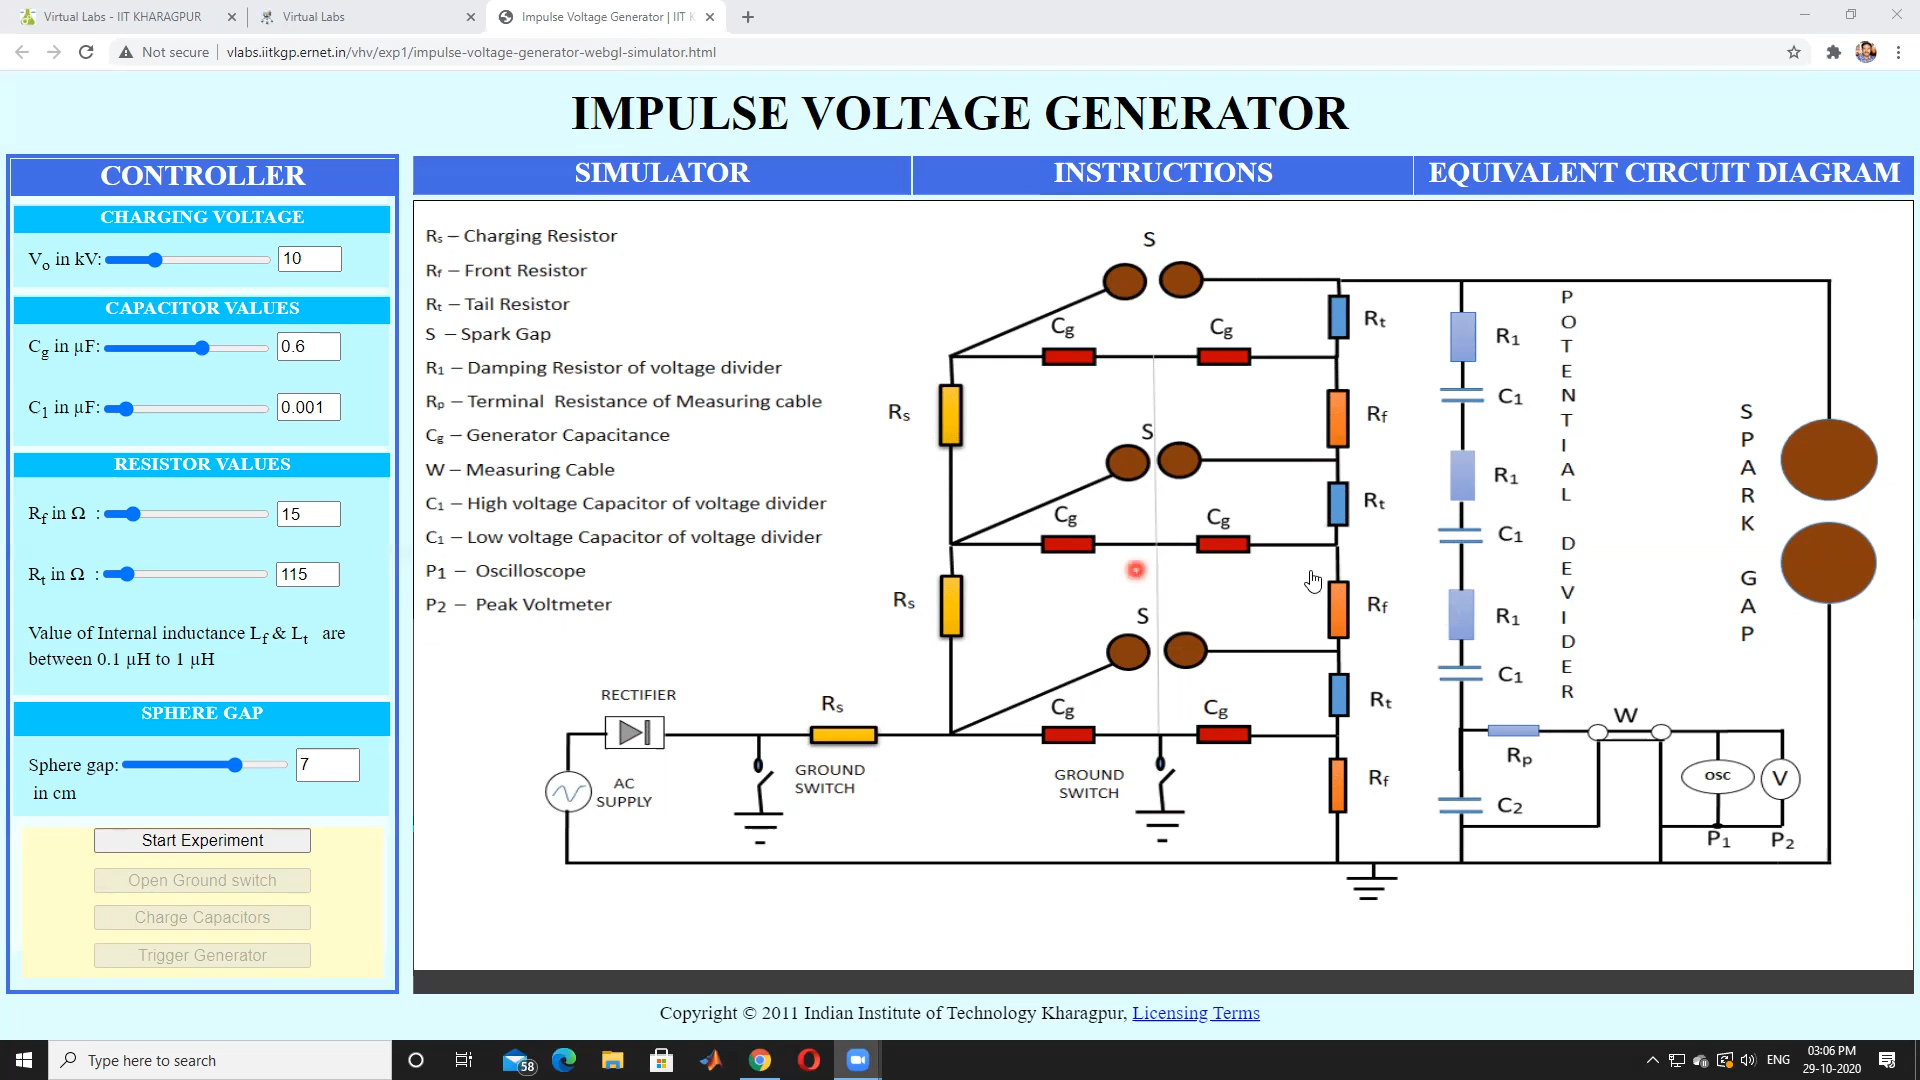 Virtual Labs - IIT KHARAGPUR
Virtual Labs
Impulse Voltage Generator | IIT K
Not secure
vlabs.iitkgp.ernet.in/vhv/exp1/impulse-voltage-generator-webgl-simulator.html
IMPULSE VOLTAGE GENERATOR
CONTROLLER
CHARGING VOLTAGE
Vo in kV: 10
CAPACITOR VALUES
Cg in µF: 0.6
C1 in µF: 0.001
RESISTOR VALUES
Rf in Ω : 15
Rt in Ω : 115
Value of Internal inductance Lf & Lt are
between 0.1 µH to 1 µH
SPHERE GAP
Sphere gap: 7
in cm
Start Experiment
Open Ground switch
Charge Capacitors
Trigger Generator
SIMULATOR
INSTRUCTIONS
EQUIVALENT CIRCUIT DIAGRAM
Rs – Charging Resistor
Rf – Front Resistor
Rt – Tail Resistor
S – Spark Gap
R1 – Damping Resistor of voltage divider
Rp – Terminal Resistance of Measuring cable
Cg – Generator Capacitance
W – Measuring Cable
C1 – High voltage Capacitor of voltage divider
C1 – Low voltage Capacitor of voltage divider
P1 – Oscilloscope
P2 – Peak Voltmeter
S
Cg
Cg
Rt
Rs
Rf
S
Cg
Cg
Rt
Rs
Rf
S
Cg
Cg
Rt
Rf
RECTIFIER
Rs
AC
SUPPLY
GROUND
SWITCH
GROUND
SWITCH
R1
C1
R1
C1
R1
C1
POTENTIAL DEVIDER
SPARK GAP
W
Rp
C2
OSC
V
P1
P2
Copyright © 2011 Indian Institute of Technology Kharagpur, Licensing Terms
Type here to search
58
ENG
03:06 PM
29-10-2020